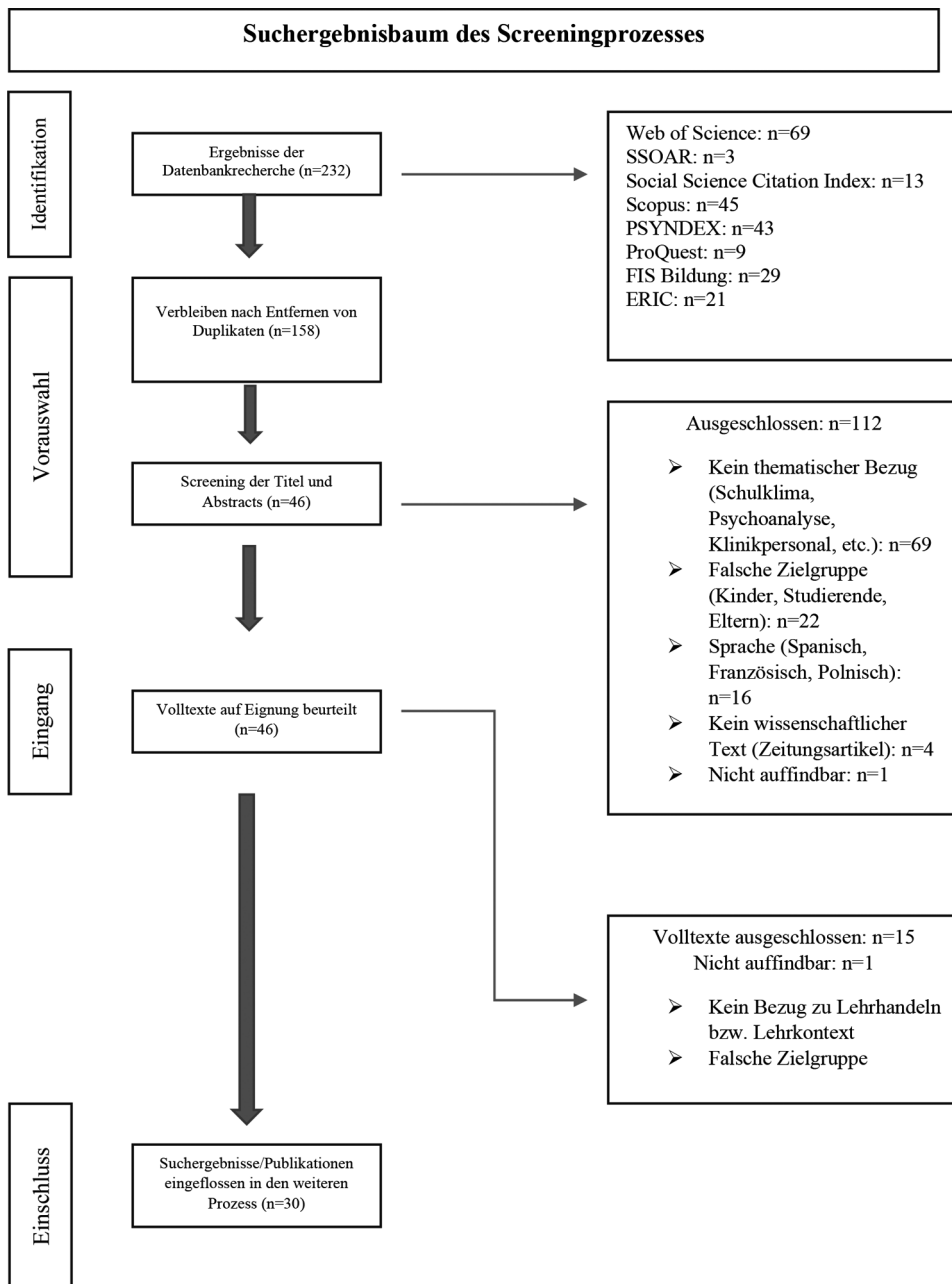 Suchergebnisbaum des Screeningprozesses
Identifikation
Ergebnisse der
Datenbankrecherche (n=232)
Web of Science: n=69
SSOAR: n=3
Social Science Citation Index: n=13
Scopus: n=45
PSYNDEX: n=43
ProQuest: n=9
FIS Bildung: n=29
ERIC: n=21
Vorauswahl
Verbleiben nach Entfernen von
Duplikaten (n=158)
Screening der Titel und
Abstracts (n=46)
Ausgeschlossen: n=112
➢ Kein thematischer Bezug
(Schulklima,
Psychoanalyse,
Klinikpersonal, etc.): n=69
➢ Falsche Zielgruppe
(Kinder, Studierende,
Eltern): n=22
➢ Sprache (Spanisch,
Französisch, Polnisch):
n=16
➢ Kein wissenschaftlicher
Text (Zeitungsartikel): n=4
➢ Nicht auffindbar: n=1
Eingang
Volltexte auf Eignung beurteilt
(n=46)
Volltexte ausgeschlossen: n=15
Nicht auffindbar: n=1
➢ Kein Bezug zu Lehrhandeln
bzw. Lehrkontext
➢ Falsche Zielgruppe
Einschluss
Suchergebnisse/Publikationen
eingeflossen in den weiteren
Prozess (n=30)